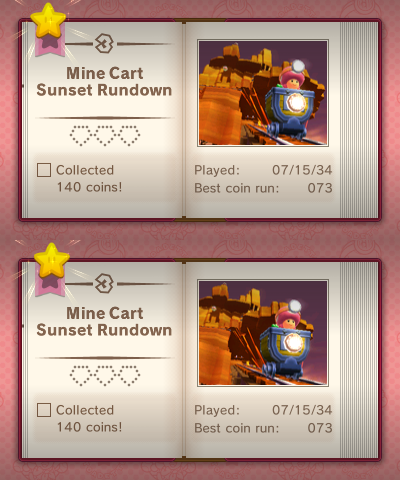 Mine Cart
Sunset Rundown
Collected
140 coins!
Played: 07/15/34
Best coin run: 073
Mine Cart
Sunset Rundown
Collected
140 coins!
Played: 07/15/34
Best coin run: 073